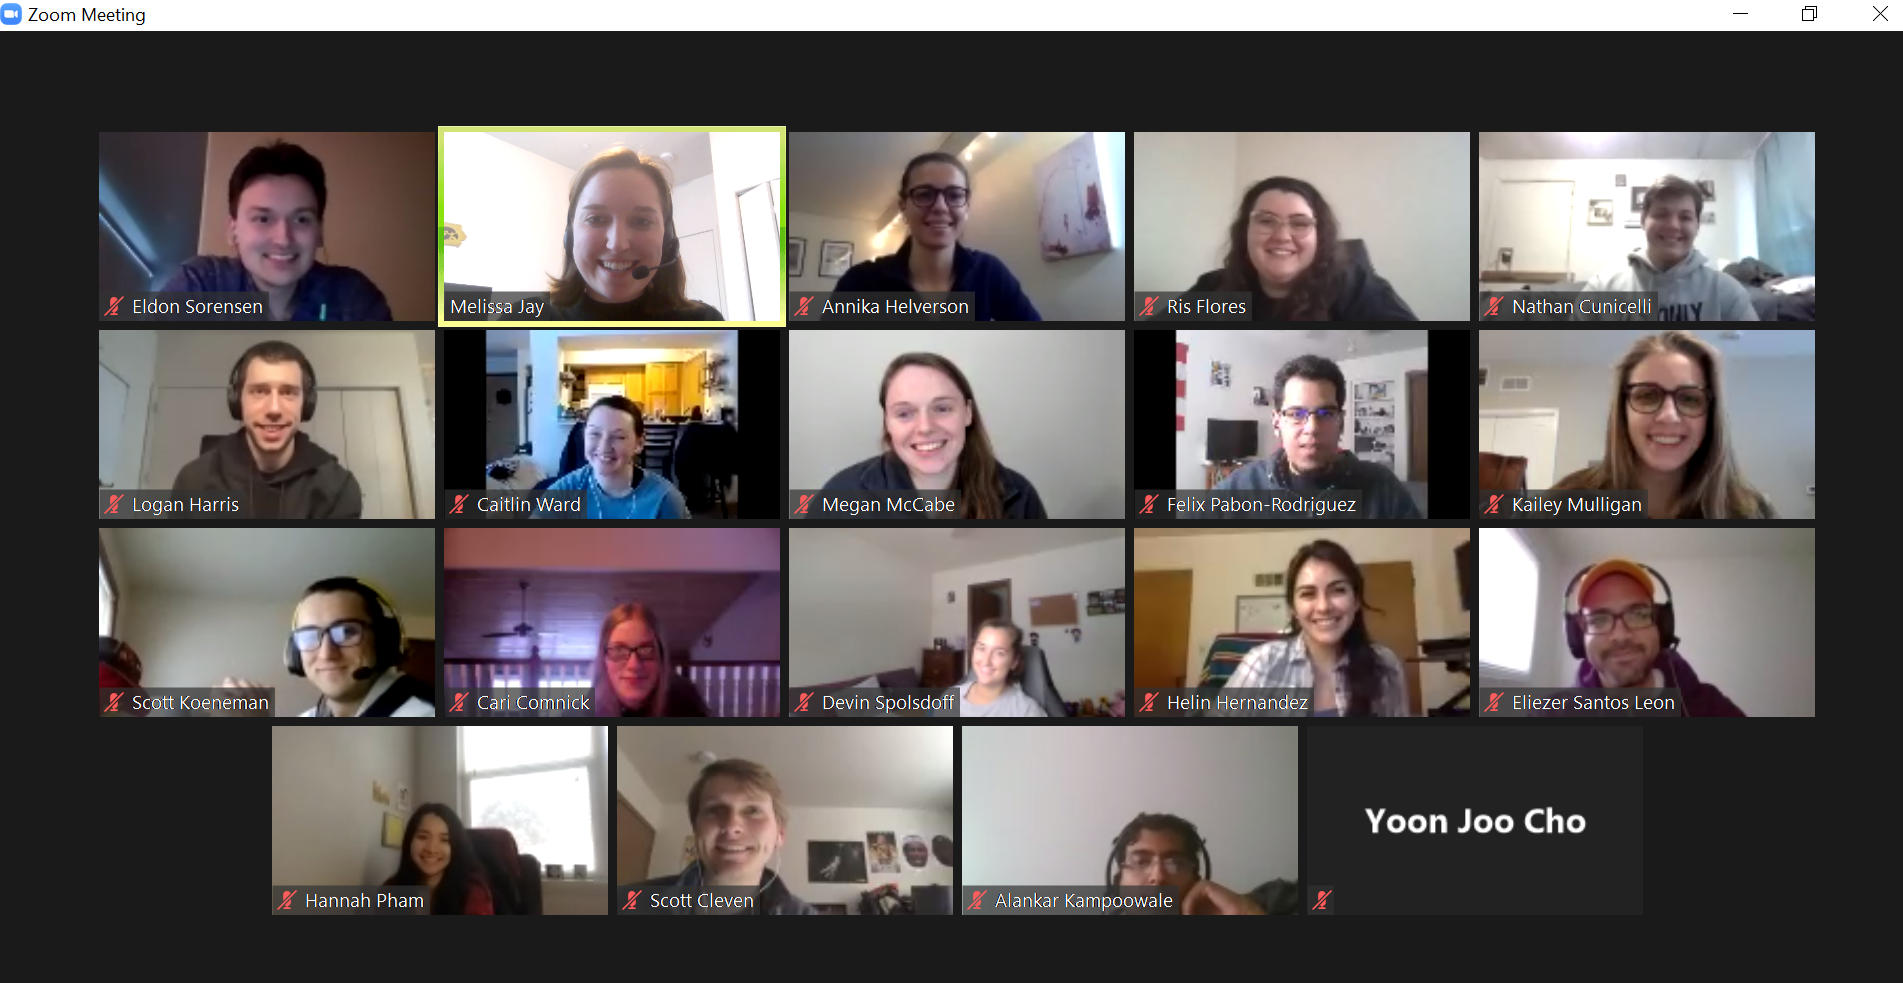 Zoom Meeting
Eldon Sorensen
Melissa Jay
Annika Helverson
Ris Flores
Nathan Cunicelli
Logan Harris
Caitlin Ward
Megan McCabe
Felix Pabon-Rodriguez
Kailey Mulligan
Scott Koeneman
Cari Comnick
Devin Spolsdoff
Helin Hernandez
Eliezer Santos Leon
Hannah Pham
Scott Cleven
Alankar Kampoowale
Yoon Joo Cho